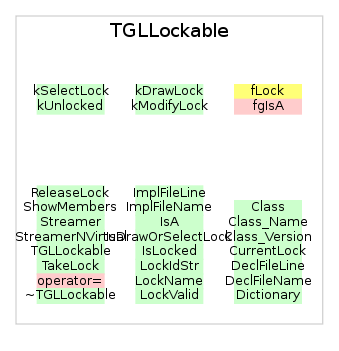 TGLLockable
kSelectLock kDrawLock fLock
kUnlocked kModifyLock fgIsA
ReleaseLock ImplFileLine
ShowMembers ImplFileName Class
Streamer IsA Class_Name
StreamerNVirtual IsDrawOrSelectLock Class_Version
TGLLockable IsLocked CurrentLock
TakeLock LockIdStr DeclFileLine
operator= LockName DeclFileName
~TGLLockable LockValid Dictionary